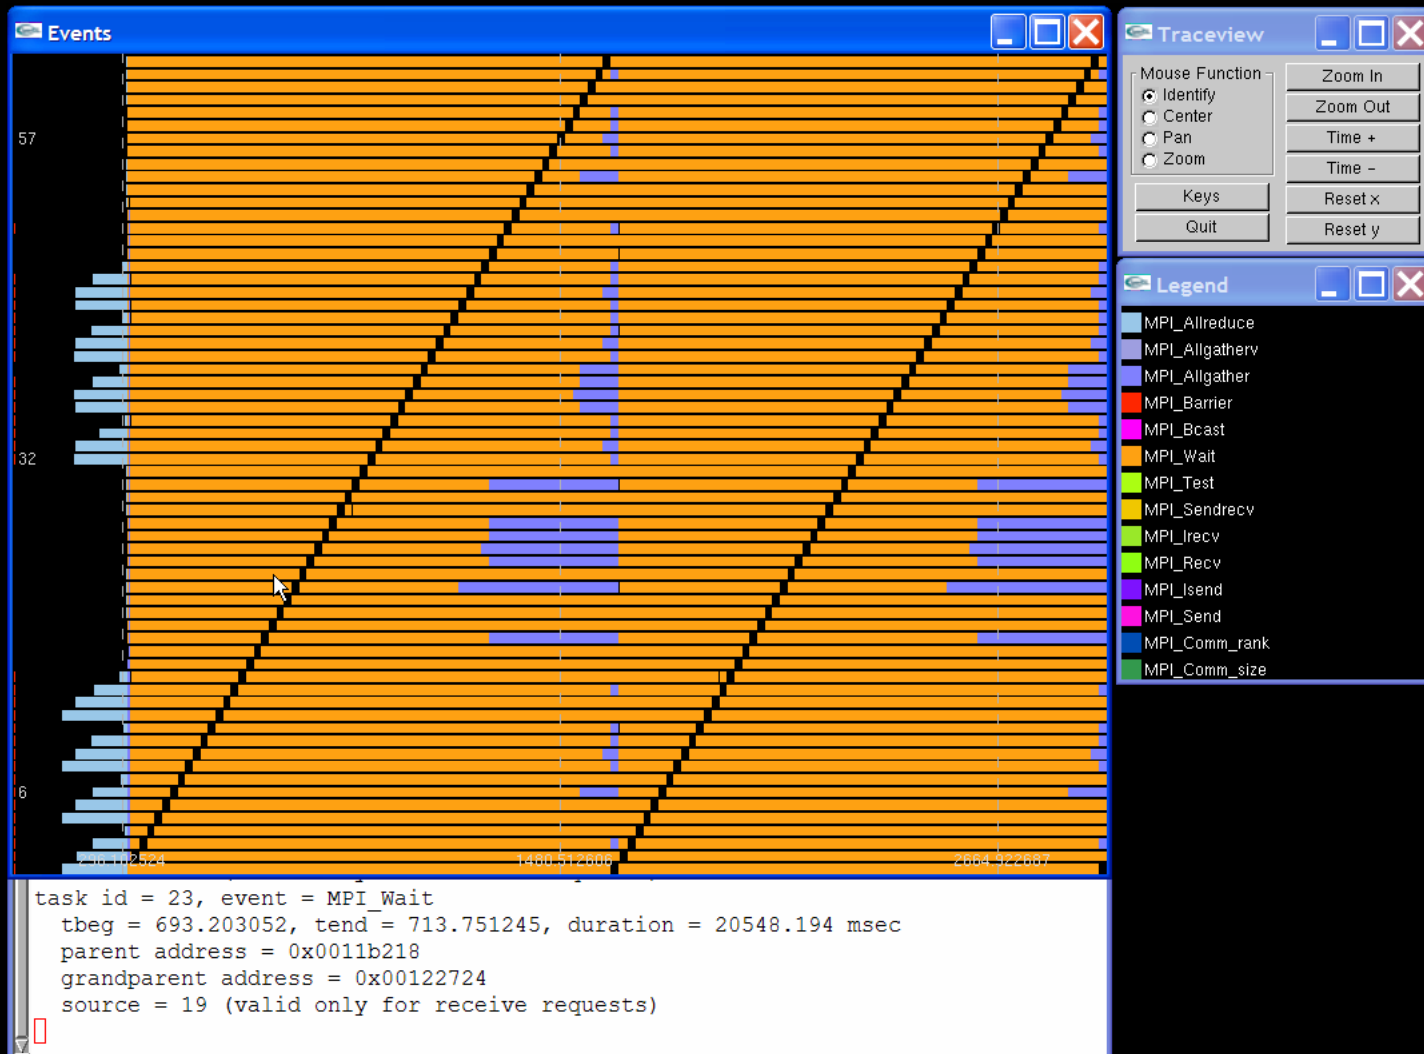 Events
57
32
6
296.102524
1480.512606
2664.922687
task id = 23, event = MPI_Wait
tbeg = 693.203052, tend = 713.751245, duration = 20548.194 msec
parent address = 0x0011b218
grandparent address = 0x00122724
source = 19 (valid only for receive requests)
Traceview
Mouse Function
Identify
Center
Pan
Zoom
Keys
Quit
Zoom In
Zoom Out
Time +
Time -
Reset x
Reset y
Legend
MPI_Allreduce
MPI_Allgatherv
MPI_Allgather
MPI_Barrier
MPI_Bcast
MPI_Wait
MPI_Test
MPI_Sendrecv
MPI_Irecv
MPI_Recv
MPI_Isend
MPI_Send
MPI_Comm_rank
MPI_Comm_size